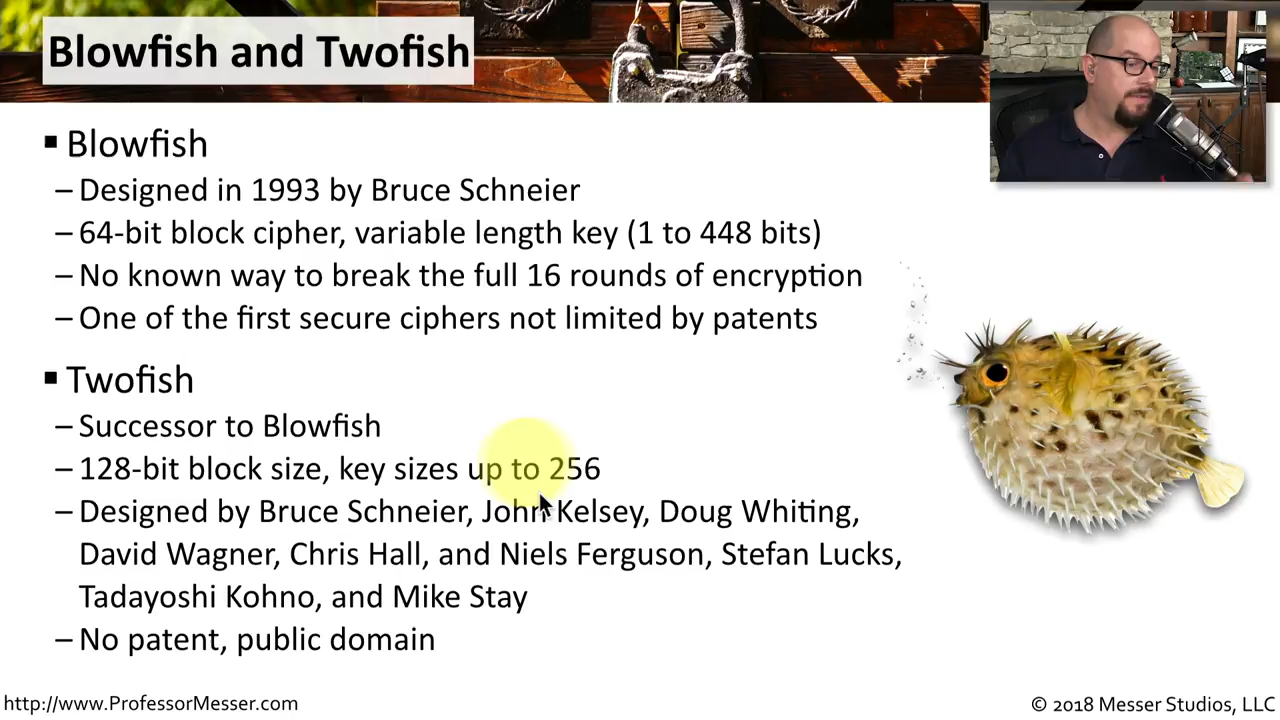 Blowfish and Twofish
▪ Blowfish
– Designed in 1993 by Bruce Schneier
– 64-bit block cipher, variable length key (1 to 448 bits)
– No known way to break the full 16 rounds of encryption
– One of the first secure ciphers not limited by patents
▪ Twofish
– Successor to Blowfish
– 128-bit block size, key sizes up to 256
– Designed by Bruce Schneier, John Kelsey, Doug Whiting,
David Wagner, Chris Hall, and Niels Ferguson, Stefan Lucks,
Tadayoshi Kohno, and Mike Stay
– No patent, public domain
http://www.ProfessorMesser.com
© 2018 Messer Studios, LLC